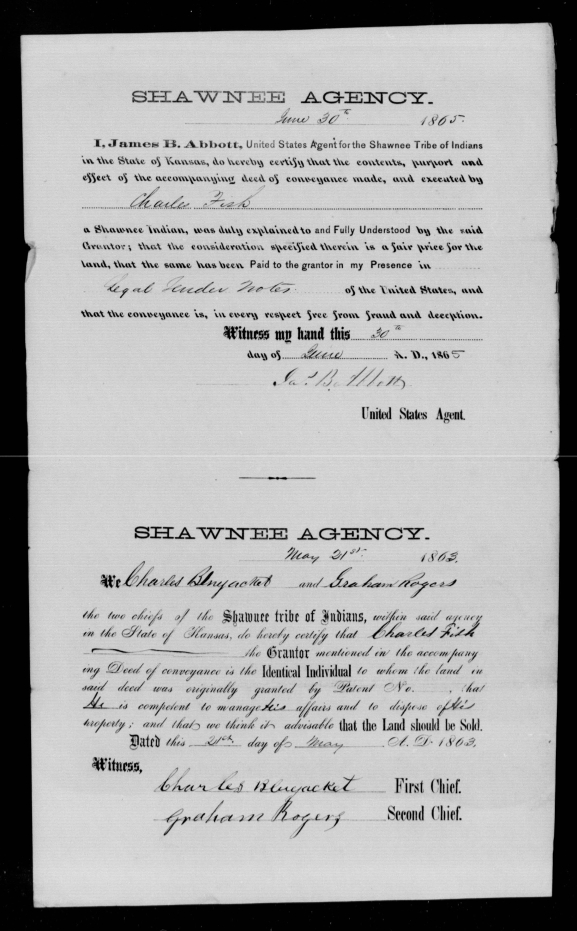 SHAWNEE AGENCY.
June 30th 1865.
I, James B. Abbott, United States Agent for the Shawnee Tribe of Indians
in the State of Kansas, do hereby certify that the contents, purport and
effect of the accompanying deed of conveyance made, and executed by
Charles Fish
a Shawnee Indian, was duly explained to and Fully Understood by the said
Grantor; that the consideration specified therein is a fair price for the
land, that the same has been Paid to the grantor in my Presence in
Legal Tender Notes of the United States, and
that the conveyance is, in every respect free from fraud and deception.
Witness my hand this 30th
day of June A. D., 1865
Jas. B. Abbott
United States Agent.
SHAWNEE AGENCY.
May 21st 1863.
We Charles Bluejacket and Graham Rogers
the two chiefs of the Shawnee tribe of Indians, within said agency
in the State of Kansas, do hereby certify that Charles Fish
the Grantor mentioned in the accompany
ing Deed of conveyance is the Identical Individual to whom the land in
said deed was originally granted by Patent No. , that
He is competent to manage His affairs and to dispose of His
property; and that we think it advisable that the Land should be Sold.
Dated this 21st day of May A. D. 1863.
Witness,
Charles Bluejacket First Chief.
Graham Rogers Second Chief.